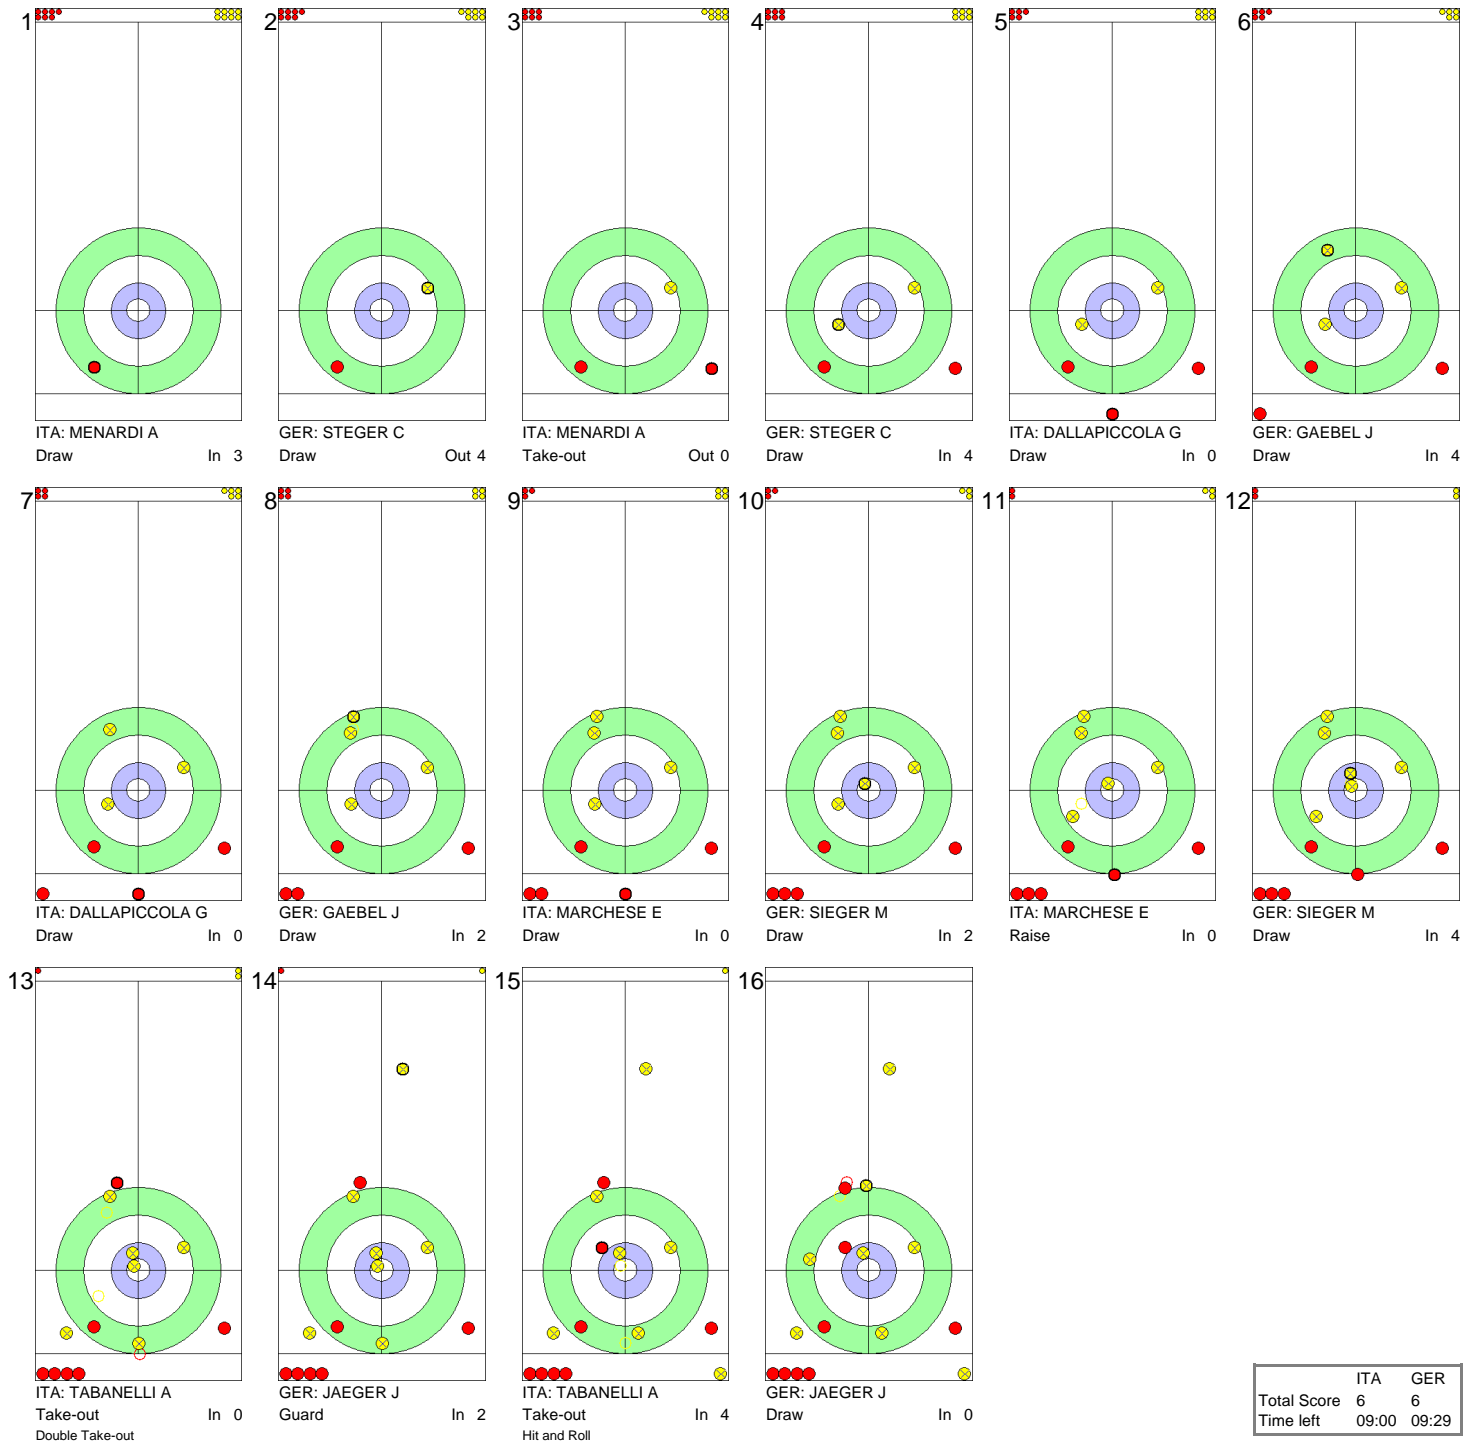 1
ITA: MENARDI A
Draw In 3
2
GER: STEGER C
Draw Out 4
3
ITA: MENARDI A
Take-out Out 0
4
GER: STEGER C
Draw In 4
5
ITA: DALLAPICCOLA G
Draw In 0
6
GER: GAEBEL J
Draw In 4
7
ITA: DALLAPICCOLA G
Draw In 0
8
GER: GAEBEL J
Draw In 2
9
ITA: MARCHESE E
Draw In 0
10
GER: SIEGER M
Draw In 2
11
ITA: MARCHESE E
Raise In 0
12
GER: SIEGER M
Draw In 4
13
ITA: TABANELLI A
Take-out In 0
Double Take-out
14
GER: JAEGER J
Guard In 2
15
ITA: TABANELLI A
Take-out In 4
Hit and Roll
16
GER: JAEGER J
Draw In 0
ITA GER
Total Score 6 6
Time left 09:00 09:29